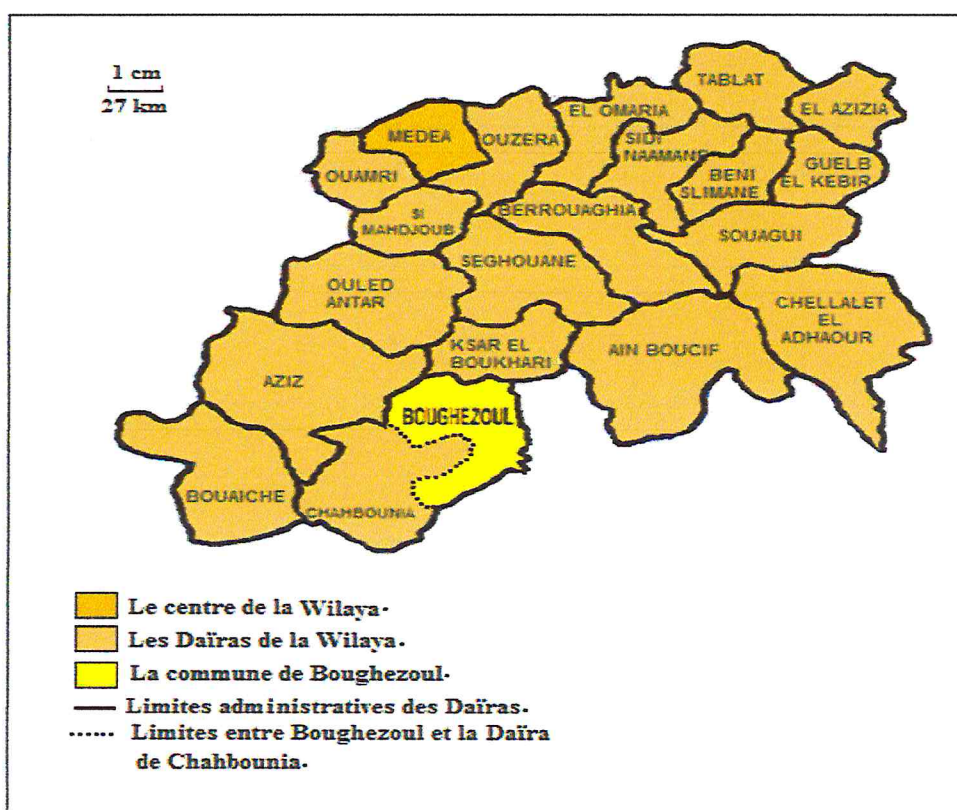 1 cm
27 km
TABLAT
EL OMARIA
EL AZIZIA
MEDEA
OUZERA
SIDI
NAAMANE
GUELB
EL KEBIR
BENI
SLIMANE
OUAMRI
BERROUAGHIA
SI
MAHDJOUB
SOUAGUI
SEGHOUANE
OULED
ANTAR
CHELLALET
EL
ADHAOUR
KSAR EL
BOUKHARI
AIN BOUCIF
AZIZ
BOUGHEZOUL
BOUAICHE
CHAHBOUNIA
Le centre de la Wilaya.
Les Daïras de la Wilaya.
La commune de Boughezoul.
Limites administratives des Daïras.
Limites entre Boughezoul et la Daïra
de Chahbounia.